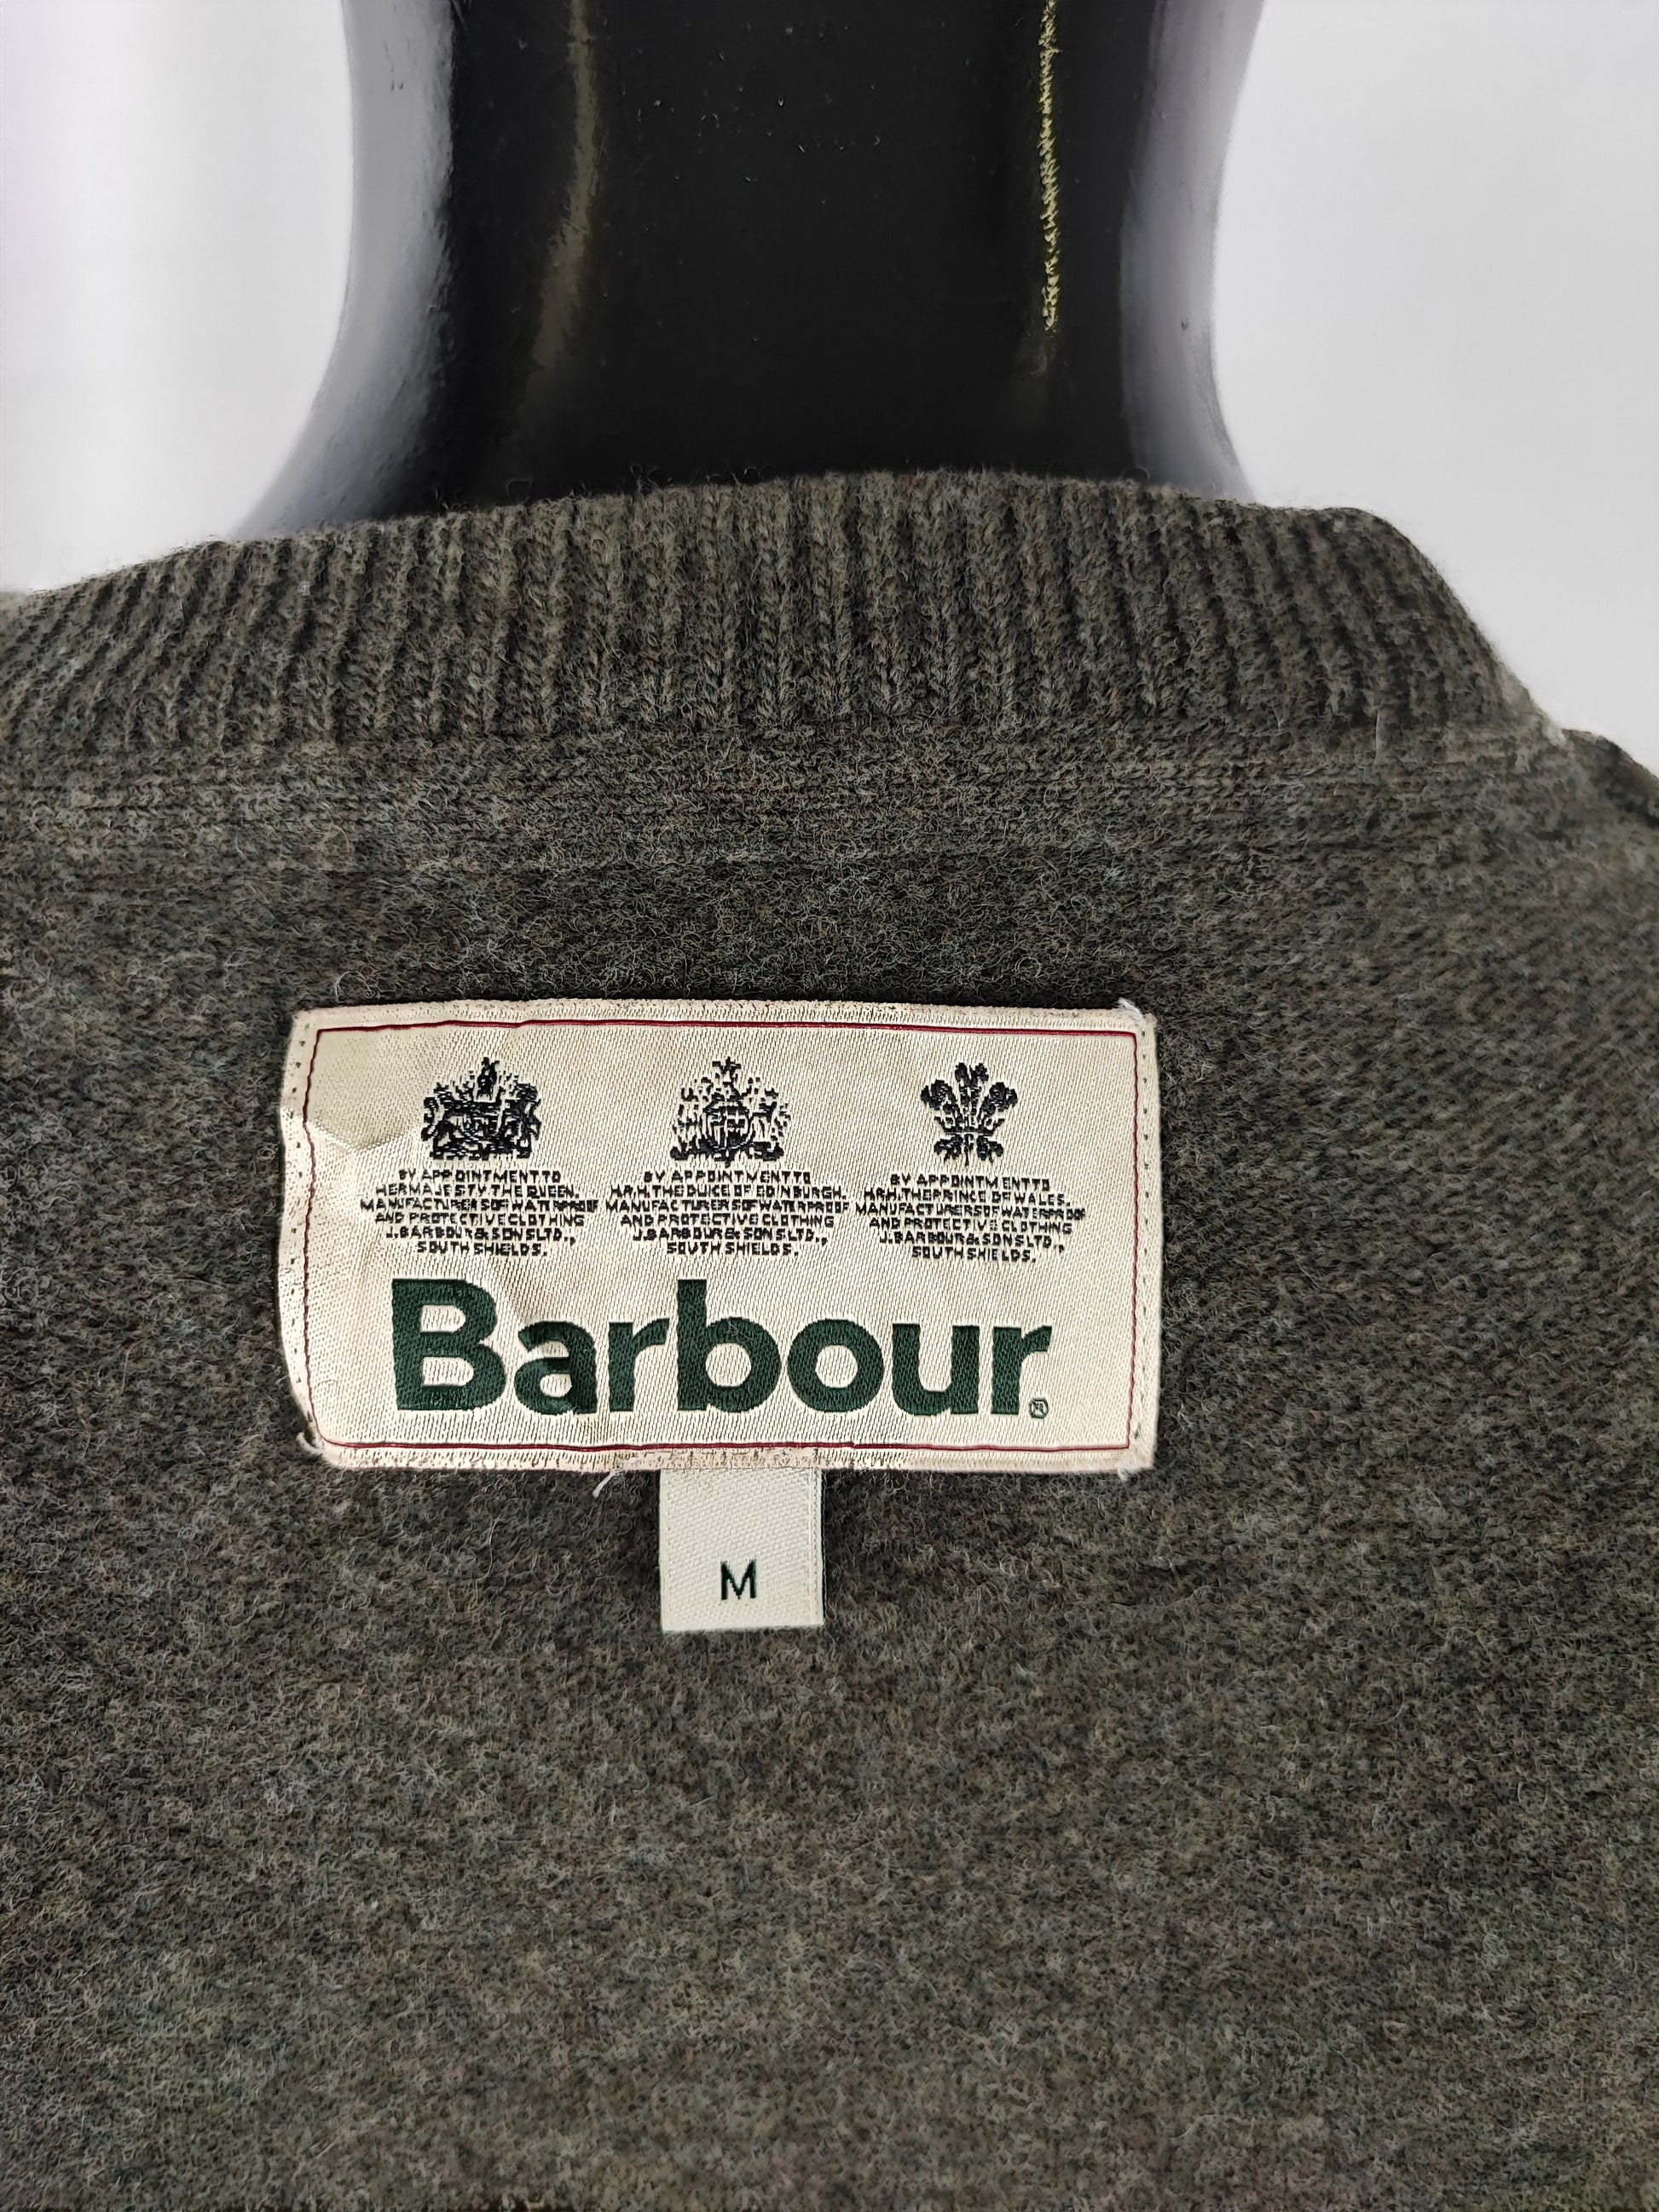 BY APPOINTMENT TO
HER MAJESTY THE QUEEN.
MANUFACTURERS OF WATERPROOF
AND PROTECTIVE CLOTHING
J.BARBOUR & SONS LTD.,
SOUTH SHIELDS.
BY APPOINTMENT TO
H.R.H. THE DUKE OF EDINBURGH.
MANUFACTURERS OF WATERPROOF
AND PROTECTIVE CLOTHING
J.BARBOUR & SONS LTD.,
SOUTH SHIELDS.
BY APPOINTMENT TO
H.R.H. THE PRINCE OF WALES.
MANUFACTURERS OF WATERPROOF
AND PROTECTIVE CLOTHING
J.BARBOUR & SONS LTD.,
SOUTH SHIELDS.
Barbour®
M